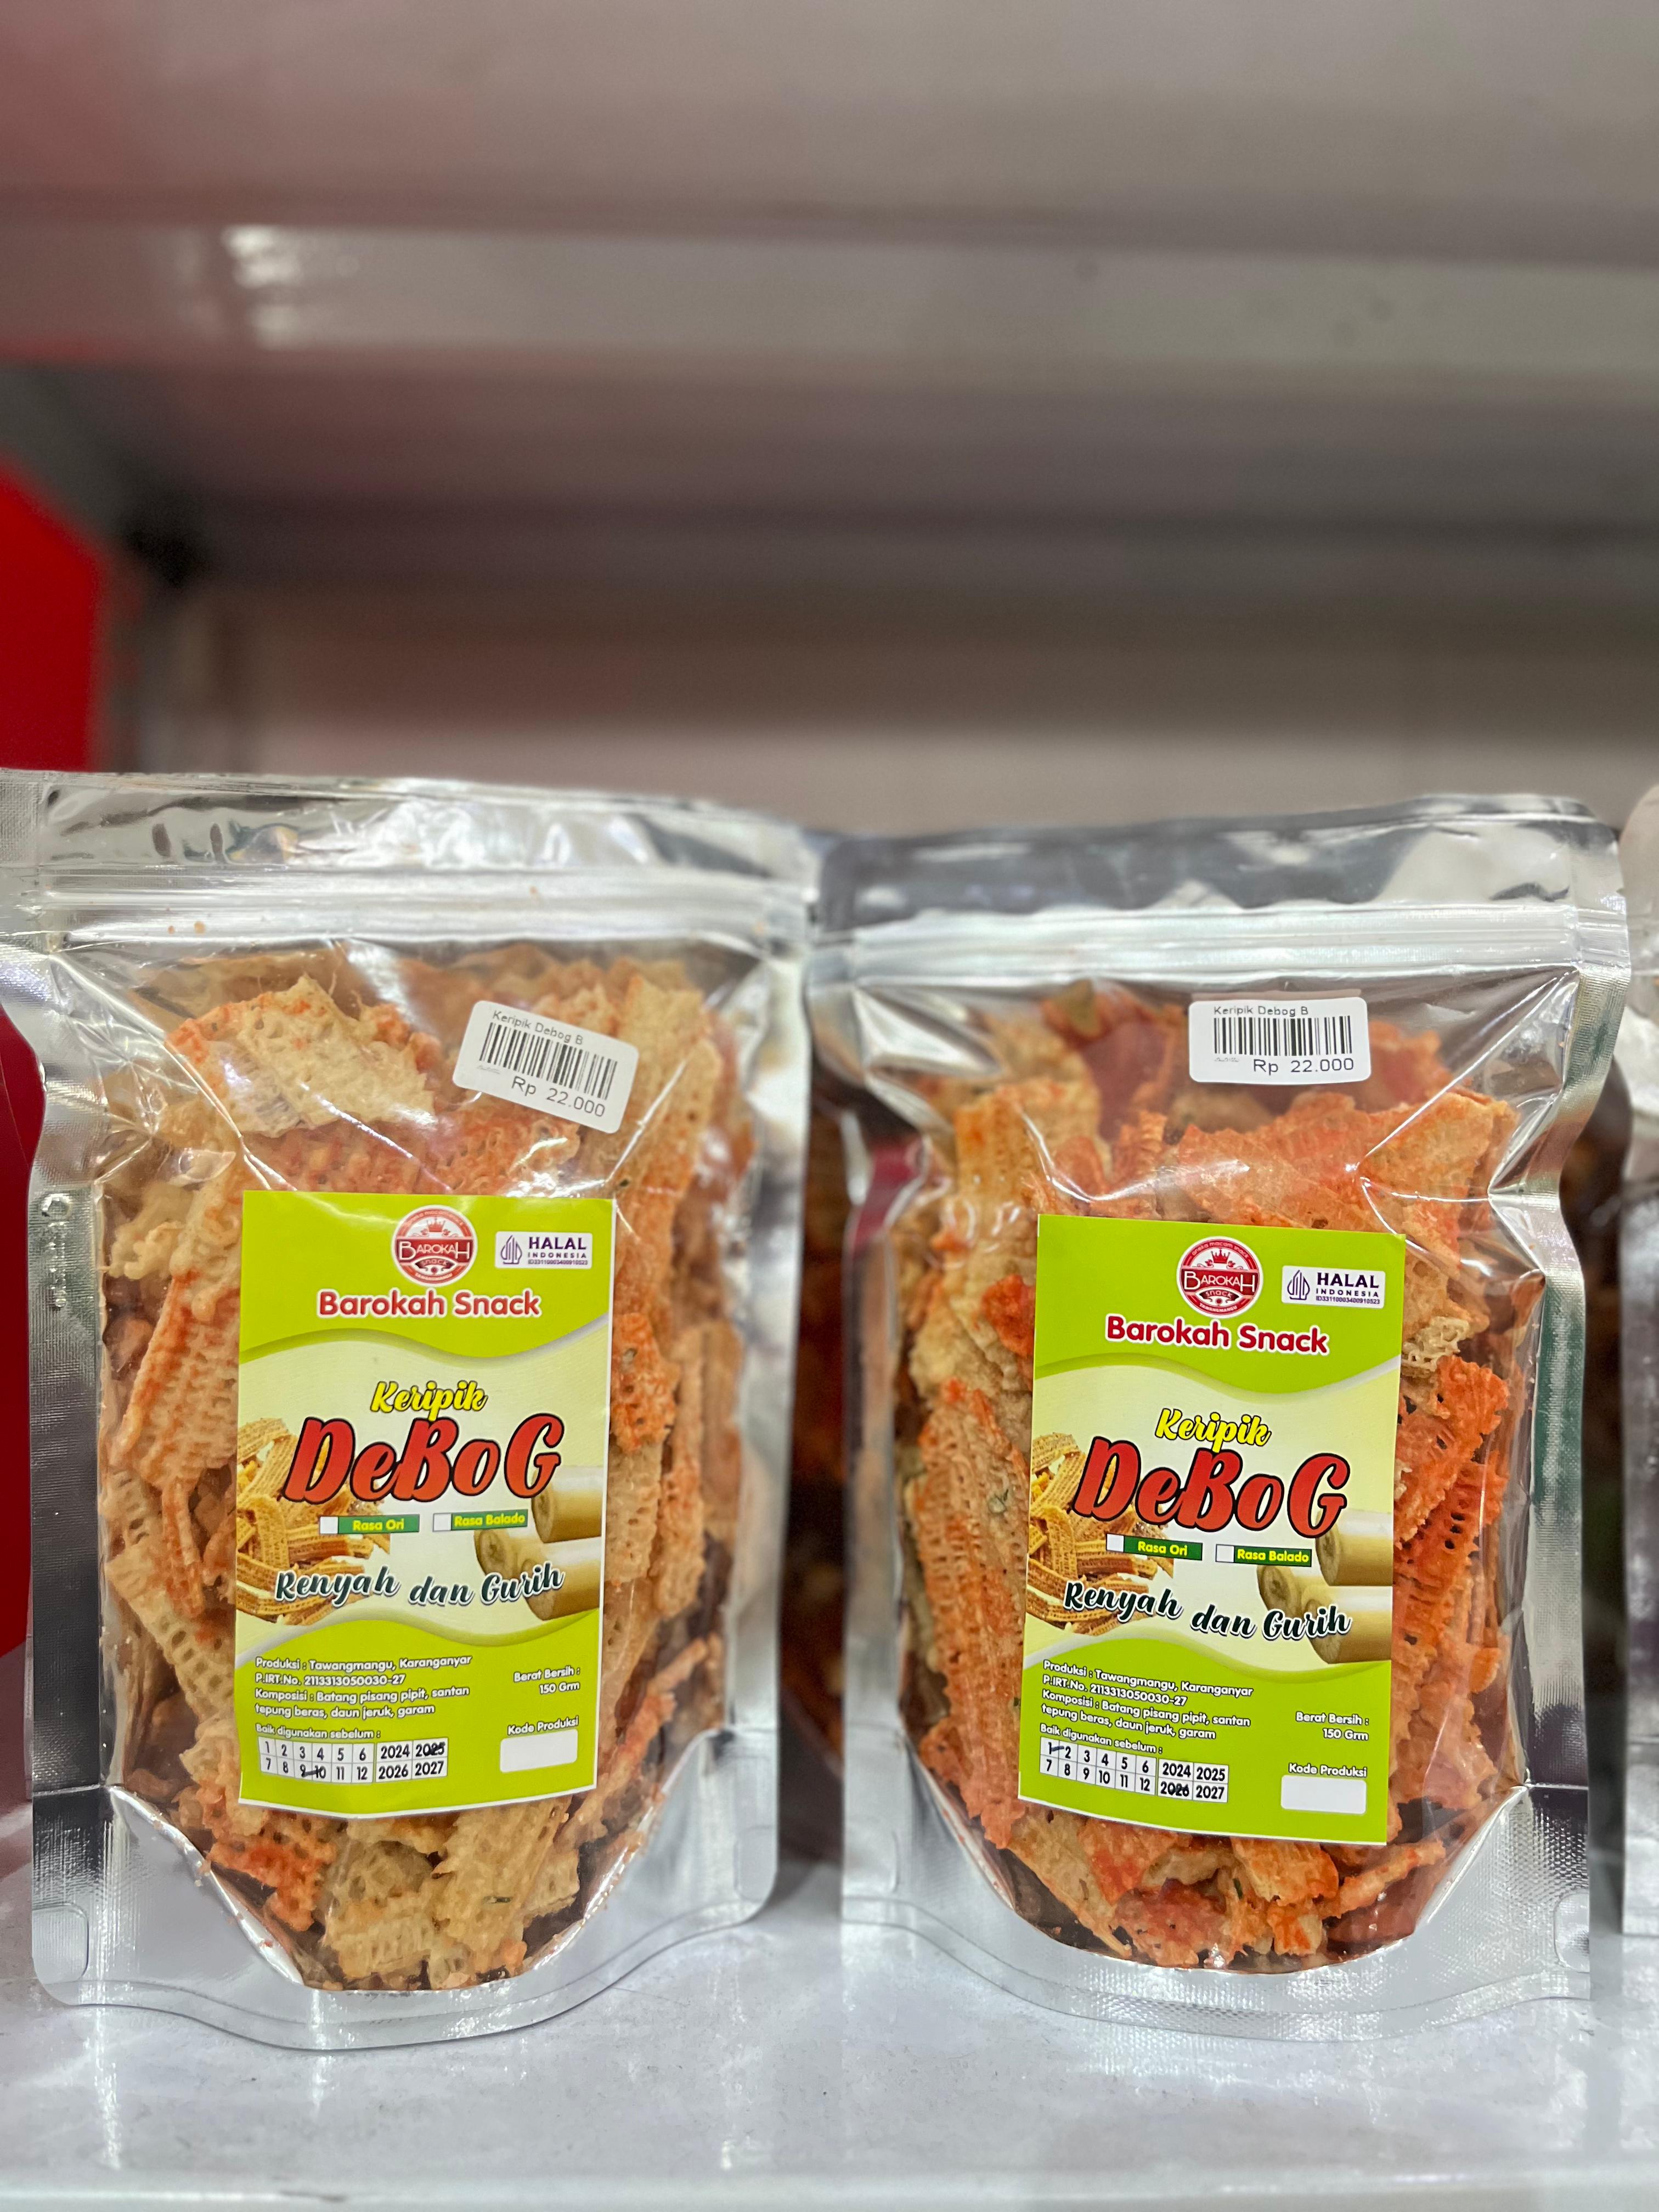 Keripik Debog B
Rp 22.000
BAROKAH
snack
HALAL
INDONESIA
ID33110003400910523
Barokah Snack
Keripik
DeBoG
Rasa Ori
Rasa Balado
Renyah dan Gurih
Produksi : Tawangmangu, Karanganyar
P.IRT.No. 2113313050030-27
Komposisi : Batang pisang pipit, santan
tepung beras, daun jeruk, garam
Berat Bersih :
150 Grm
Baik digunakan sebelum :
1 2 3 4 5 6 2024 2025
7 8 9 10 11 12 2026 2027
Kode Produksi
Keripik Debog B
Rp 22.000
BAROKAH
snack
HALAL
INDONESIA
ID33110003400910523
Barokah Snack
Keripik
DeBoG
Rasa Ori
Rasa Balado
Renyah dan Gurih
Produksi : Tawangmangu, Karanganyar
P.IRT.No. 2113313050030-27
Komposisi : Batang pisang pipit, santan
tepung beras, daun jeruk, garam
Berat Bersih :
150 Grm
Baik digunakan sebelum :
1 2 3 4 5 6 2024 2025
7 8 9 10 11 12 2026 2027
Kode Produksi